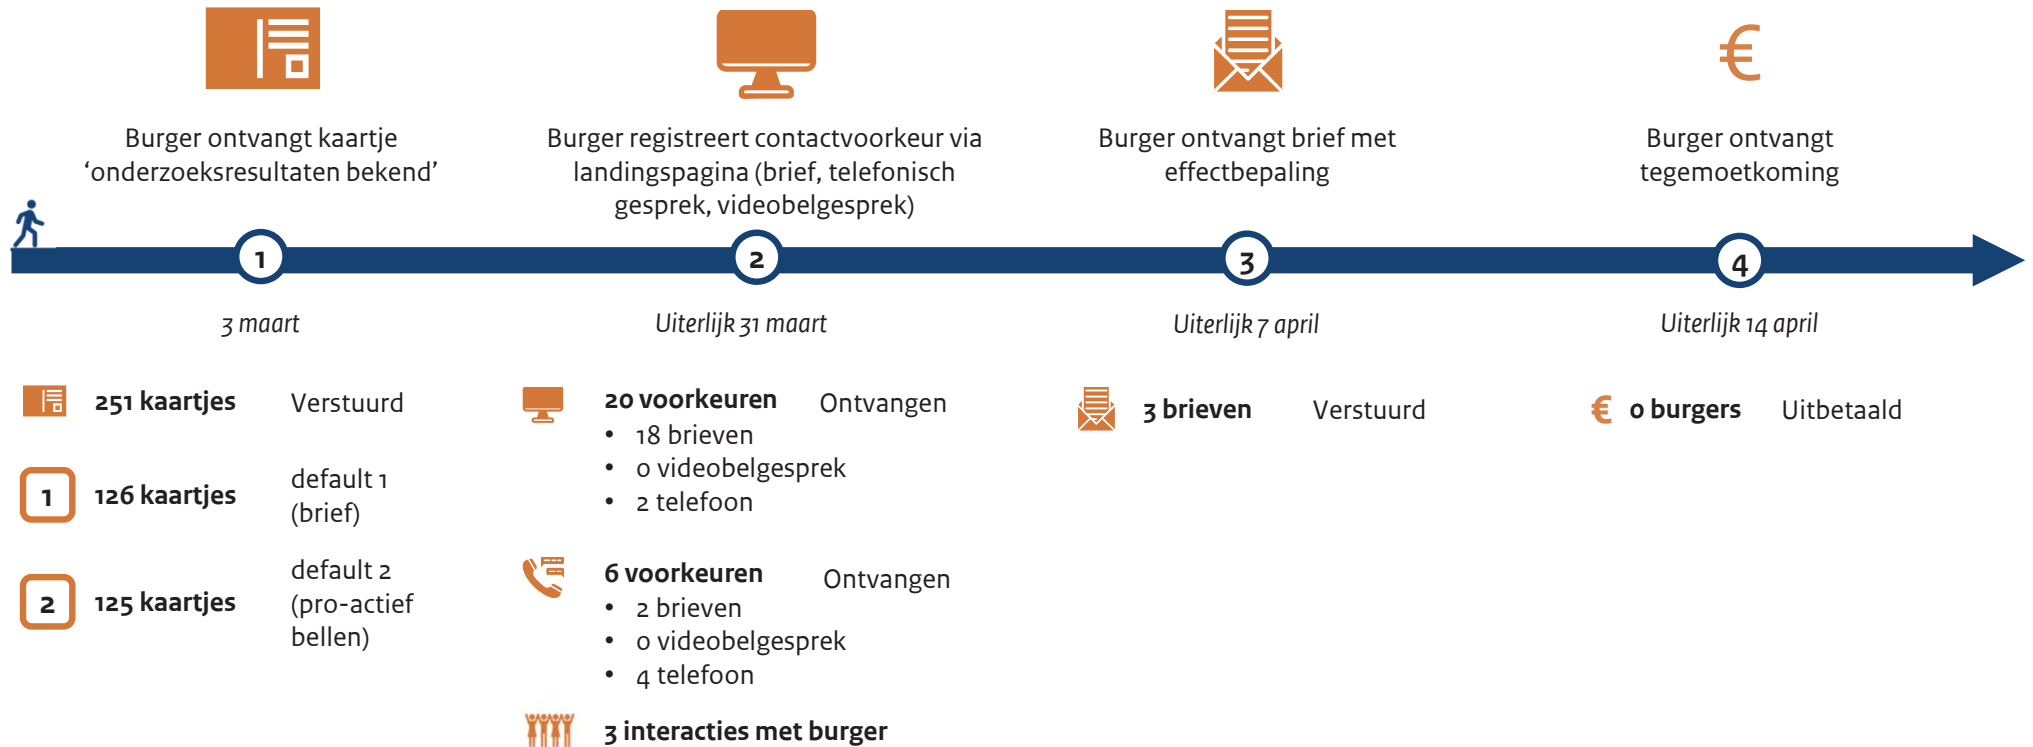 Burger ontvangt kaartje
‘onderzoeksresultaten bekend’
Burger registreert contactvoorkeur via
landingspagina (brief, telefonisch
gesprek, videobelgesprek)
Burger ontvangt brief met
effectbepaling
€
Burger ontvangt
tegemoetkoming
1
2
3
4
3 maart
Uiterlijk 31 maart
Uiterlijk 7 april
Uiterlijk 14 april
251 kaartjes Verstuurd
1 126 kaartjes default 1
(brief)
2 125 kaartjes default 2
(pro-actief
bellen)
20 voorkeuren Ontvangen
• 18 brieven
• 0 videobelgesprek
• 2 telefoon
6 voorkeuren Ontvangen
• 2 brieven
• 0 videobelgesprek
• 4 telefoon
3 interacties met burger
3 brieven Verstuurd
€ 0 burgers Uitbetaald